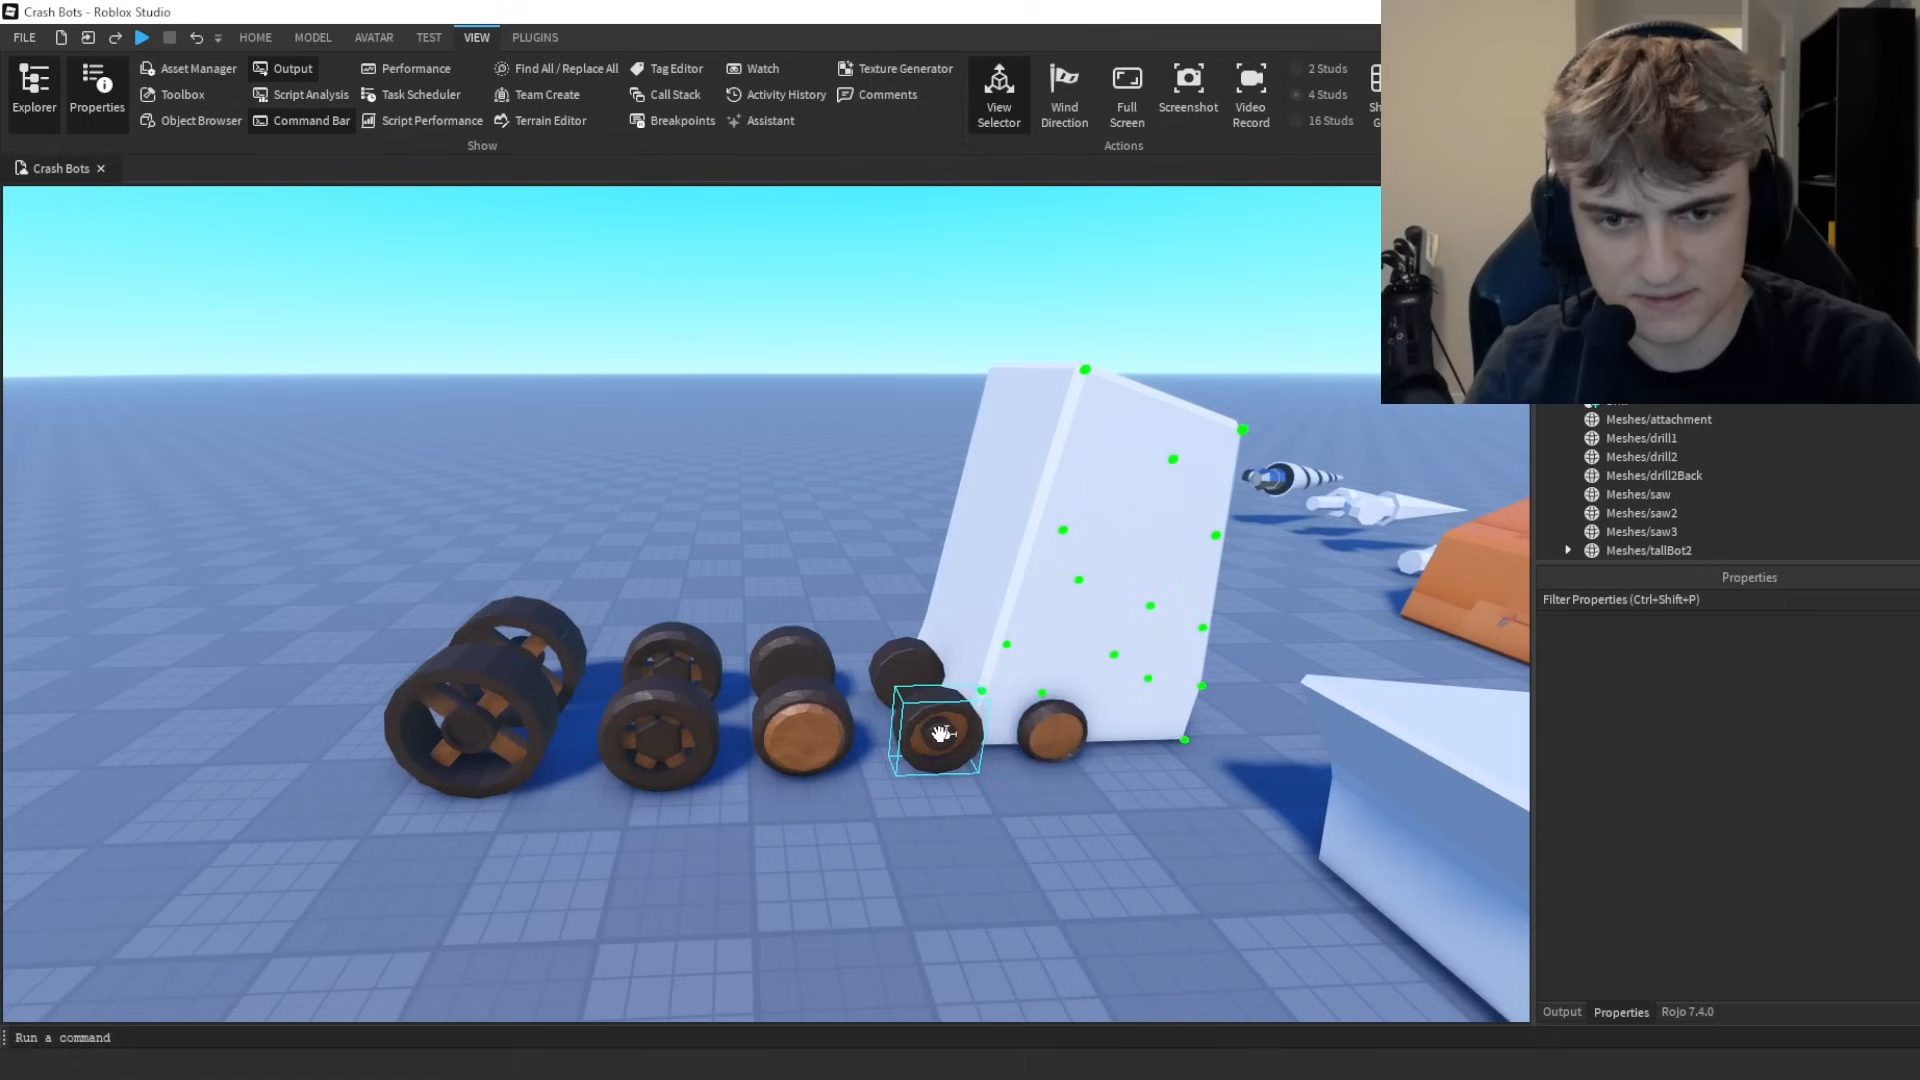 Crash Bots - Roblox Studio
FILE HOME MODEL AVATAR TEST VIEW PLUGINS
Explorer
Properties
Asset Manager
Toolbox
Object Browser
Output
Script Analysis
Command Bar
Performance
Task Scheduler
Script Performance
Find All / Replace All
Team Create
Terrain Editor
Tag Editor
Call Stack
Breakpoints
Watch
Activity History
Assistant
Texture Generator
Comments
Show
View
Selector
Wind
Direction
Full
Screen
Screenshot
Video
Record
2 Studs
4 Studs
16 Studs
Actions
Crash Bots
Meshes/attachment
Meshes/drill1
Meshes/drill2
Meshes/drill2Back
Meshes/saw
Meshes/saw2
Meshes/saw3
Meshes/tallBot2
Properties
Filter Properties (Ctrl+Shift+P)
Output Properties Rojo 7.4.0
Run a command